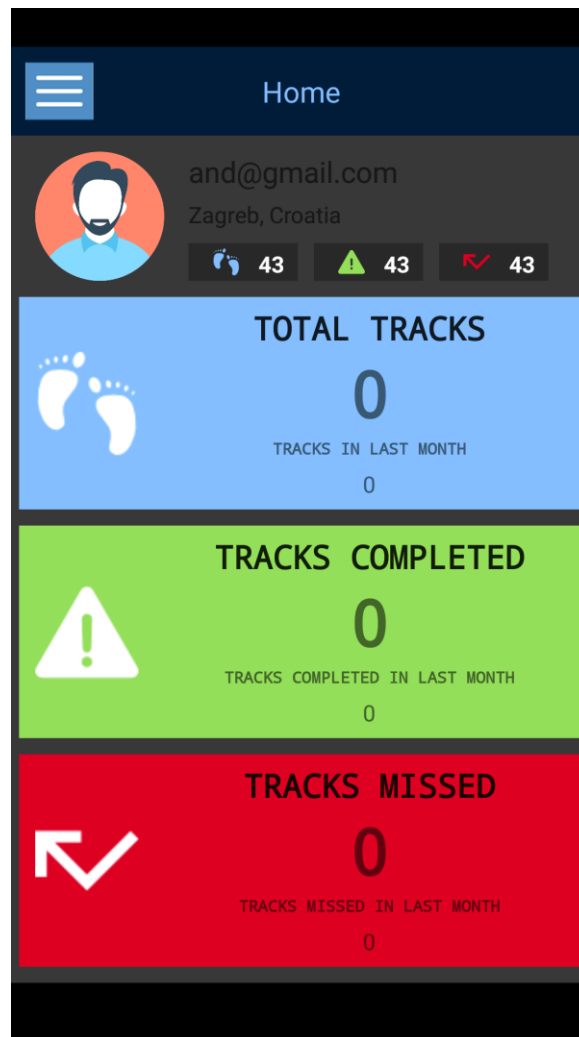 Home
and@gmail.com
Zagreb, Croatia
43 43 43
TOTAL TRACKS
0
TRACKS IN LAST MONTH
0
TRACKS COMPLETED
0
TRACKS COMPLETED IN LAST MONTH
0
TRACKS MISSED
0
TRACKS MISSED IN LAST MONTH
0